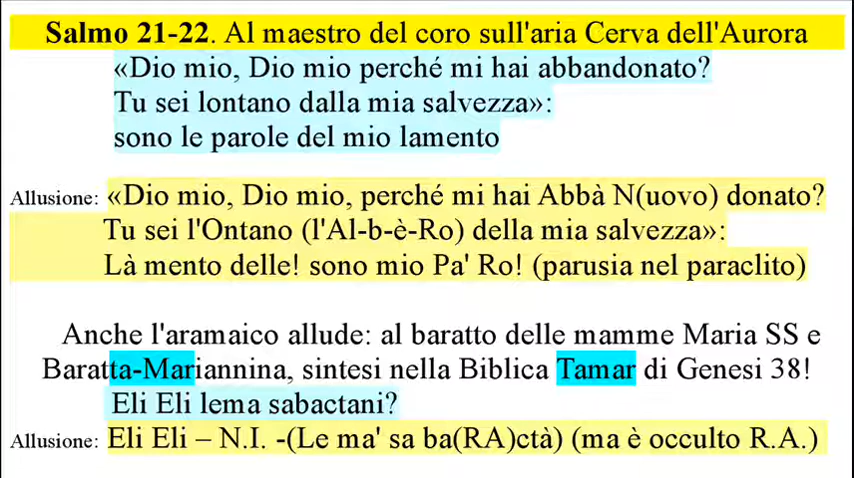 Salmo 21-22. Al maestro del coro sull'aria Cerva dell'Aurora
«Dio mio, Dio mio perché mi hai abbandonato?
Tu sei lontano dalla mia salvezza»:
sono le parole del mio lamento
Allusione: «Dio mio, Dio mio, perché mi hai Abbà N(uovo) donato?
Tu sei l'Ontano (l'Al-b-è-Ro) della mia salvezza»:
Là mento delle! sono mio Pa' Ro! (parusia nel paraclito)
Anche l'aramaico allude: al baratto delle mamme Maria SS e
Baratta-Mariannina, sintesi nella Biblica Tamar di Genesi 38!
Eli Eli lema sabactani?
Allusione: Eli Eli – N.I. -(Le ma' sa ba(RA)ctà) (ma è occulto R.A.)